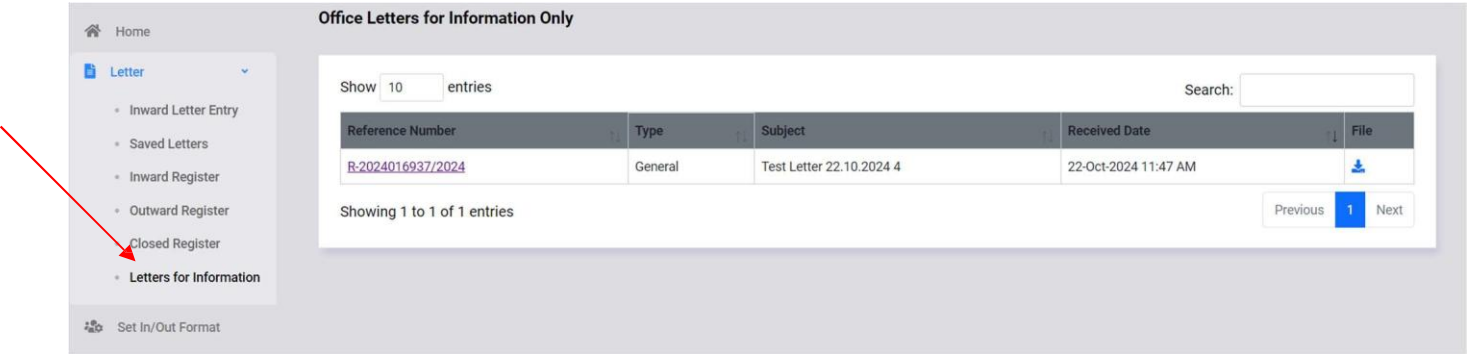 Home
Letter
Inward Letter Entry
Saved Letters
Inward Register
Outward Register
Closed Register
Letters for Information
Set In/Out Format
Office Letters for Information Only
Show 10 entries
Search:
Reference Number Type Subject Received Date File
R-2024016937/2024 General Test Letter 22.10.2024 4 22-Oct-2024 11:47 AM
Showing 1 to 1 of 1 entries
Previous 1 Next